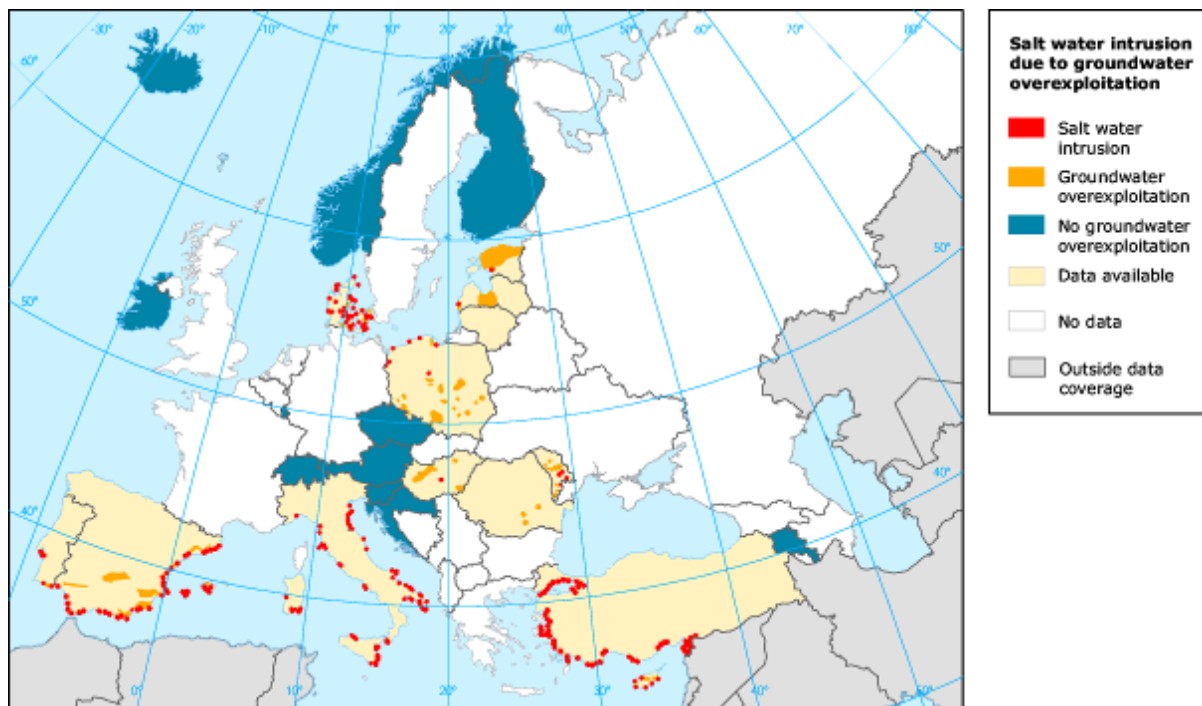 -30°
-20°
-10°
0°
10°
20°
30°
40°
50°
60°
70°
80°
60°
50°
40°
50°
40°
0°
10°
20°
30°
40°
50°
Salt water intrusion
due to groundwater
overexploitation
Salt water
intrusion
Groundwater
overexploitation
No groundwater
overexploitation
Data available
No data
Outside data
coverage